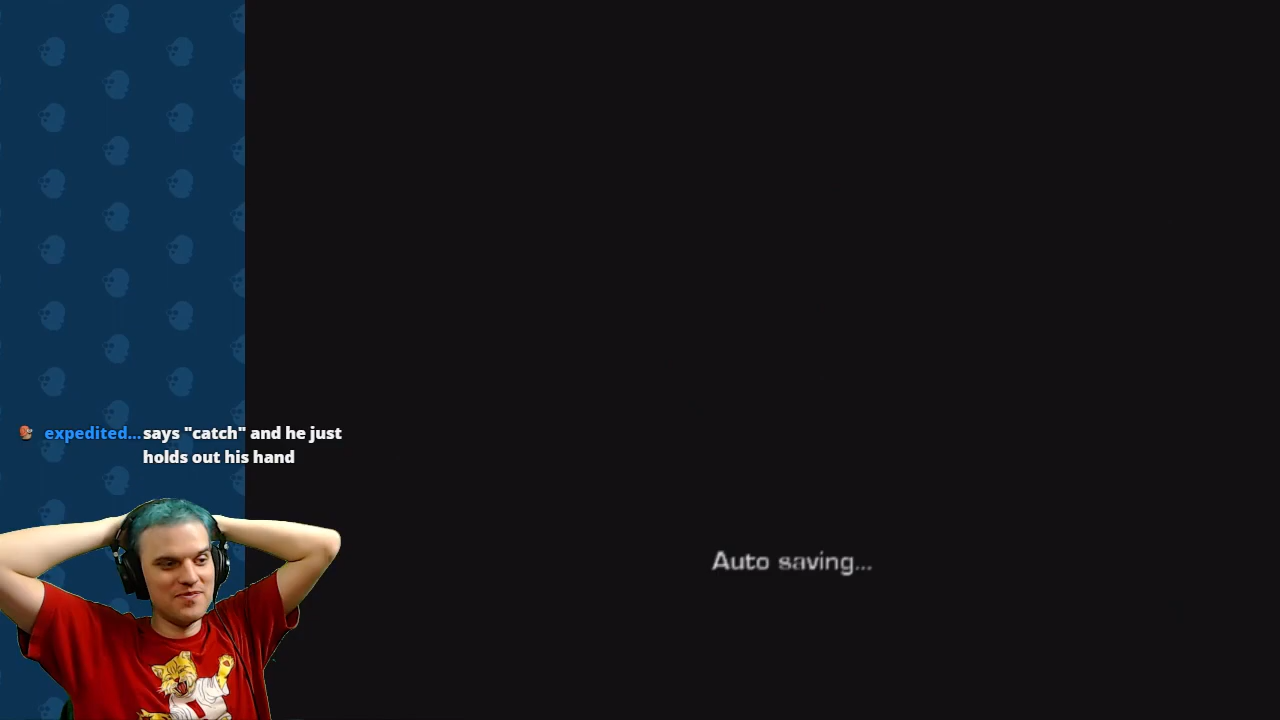 expedited... says "catch" and he just
holds out his hand
Auto saving...